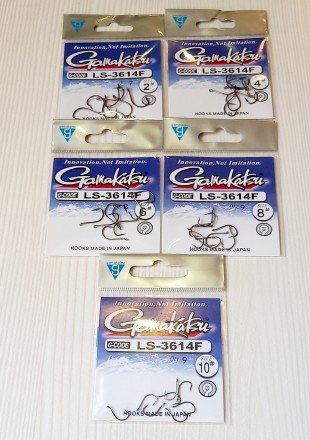 Innovation, Not Imitation.
Gamakatsu
G-CODE LS-3614F
2#
HOOKS MADE IN JAPAN
Innovation, Not Imitation.
Gamakatsu
G-CODE LS-3614F
4#
HOOKS MADE IN JAPAN
Innovation, Not Imitation.
Gamakatsu
G-CODE LS-3614F
6#
HOOKS MADE IN JAPAN
Innovation, Not Imitation.
Gamakatsu
G-CODE LS-3614F
8#
HOOKS MADE IN JAPAN
Innovation, Not Imitation.
Gamakatsu
G-CODE LS-3614F
10#
HOOKS MADE IN JAPAN